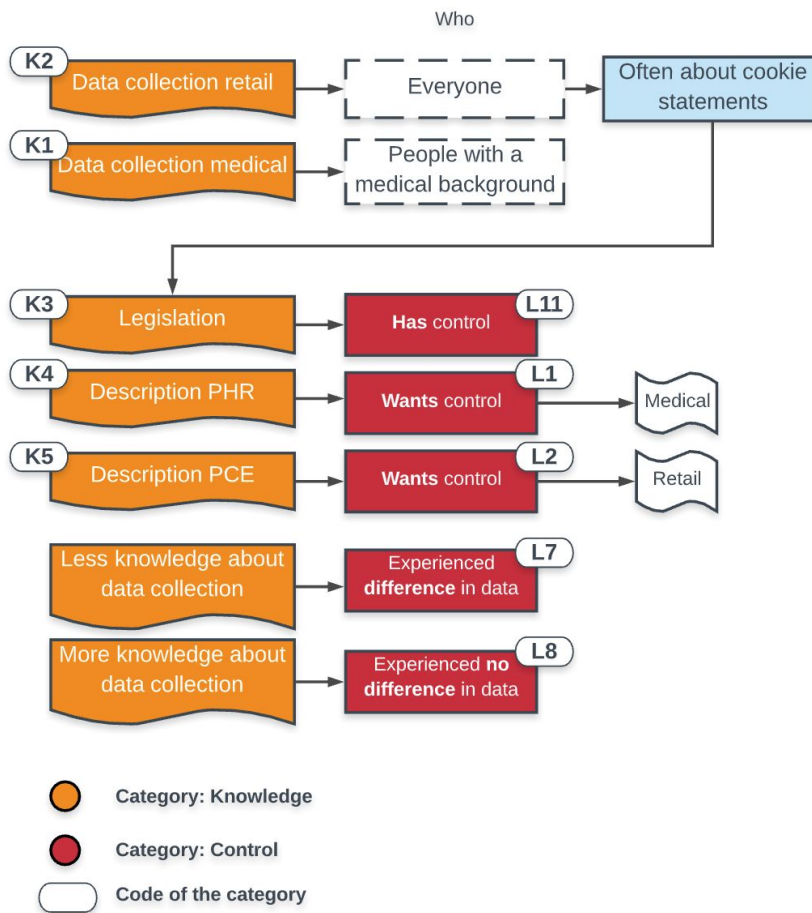 Who
K2
Data collection retail
Everyone
Often about cookie
statements
K1
Data collection medical
People with a
medical background
K3
Legislation
Has control
L11
K4
Description PHR
Wants control
L1
Medical
K5
Description PCE
Wants control
L2
Retail
Less knowledge about
data collection
Experienced
difference in data
L7
More knowledge about
data collection
Experienced no
difference in data
L8
Category: Knowledge
Category: Control
Code of the category